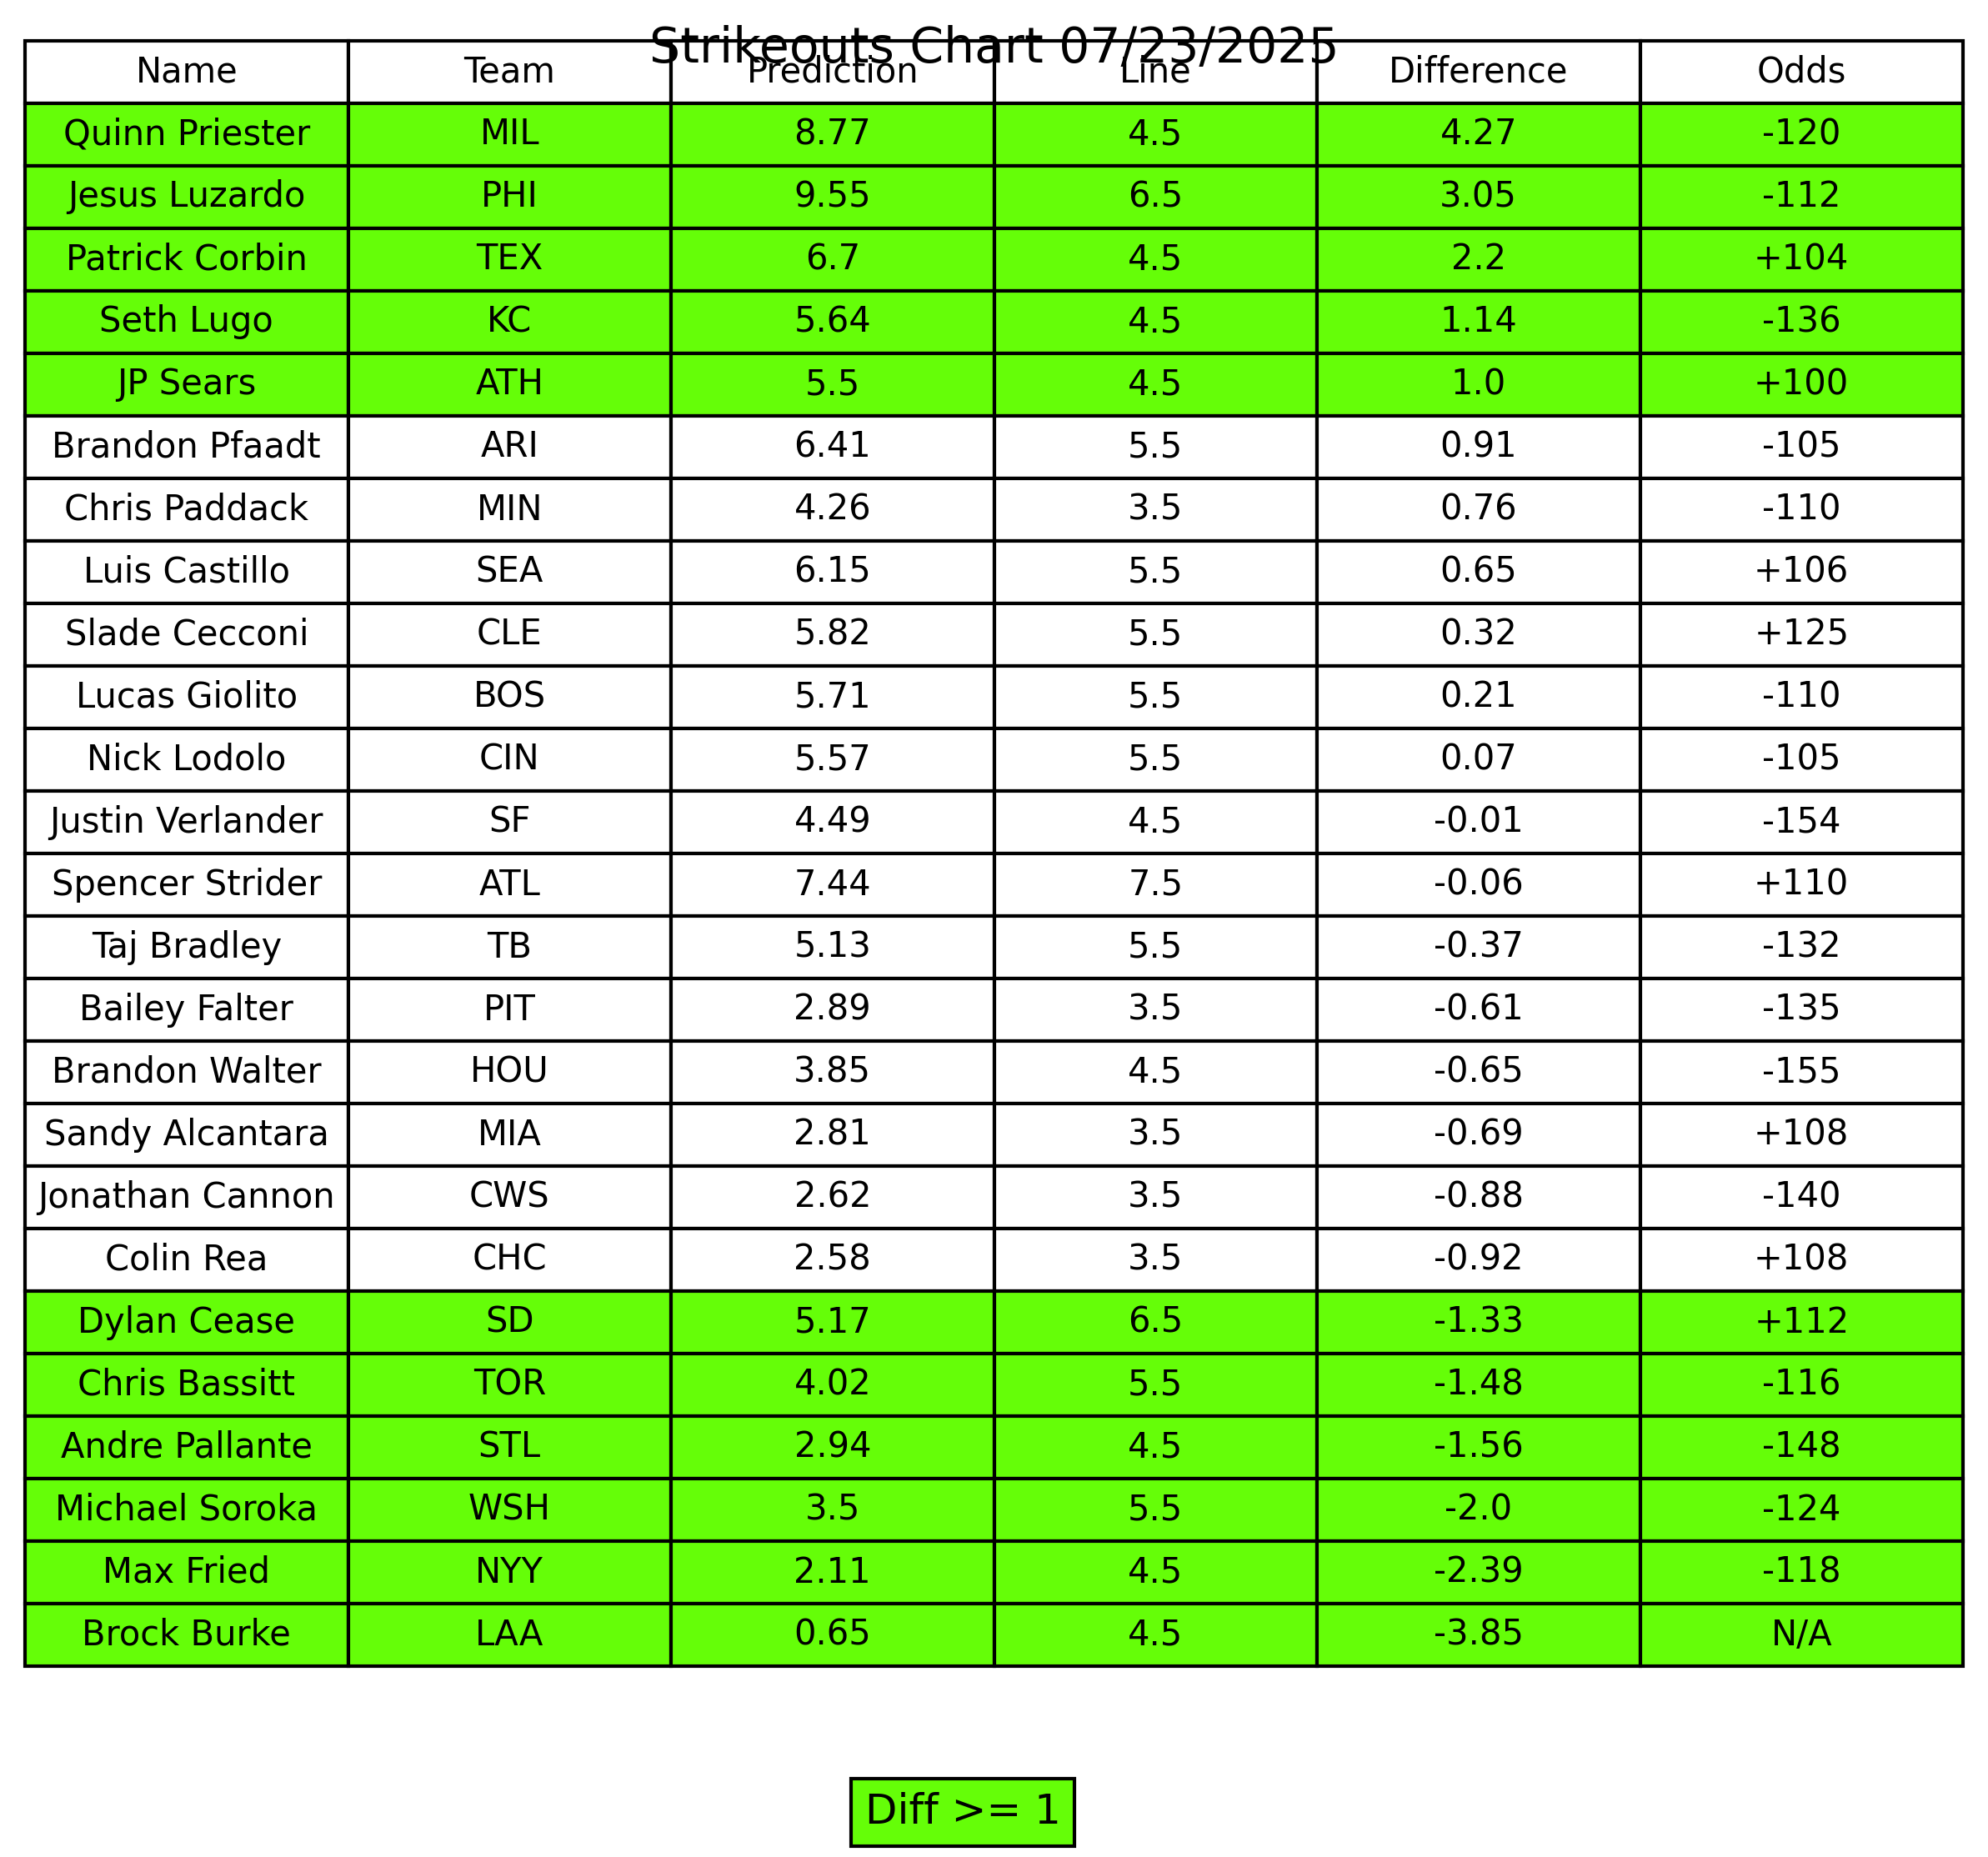 Strikeouts Chart 07/23/2025
Name Team Prediction Line Difference Odds
Quinn Priester MIL 8.77 4.5 4.27 -120
Jesus Luzardo PHI 9.55 6.5 3.05 -112
Patrick Corbin TEX 6.7 4.5 2.2 +104
Seth Lugo KC 5.64 4.5 1.14 -136
JP Sears ATH 5.5 4.5 1.0 +100
Brandon Pfaadt ARI 6.41 5.5 0.91 -105
Chris Paddack MIN 4.26 3.5 0.76 -110
Luis Castillo SEA 6.15 5.5 0.65 +106
Slade Cecconi CLE 5.82 5.5 0.32 +125
Lucas Giolito BOS 5.71 5.5 0.21 -110
Nick Lodolo CIN 5.57 5.5 0.07 -105
Justin Verlander SF 4.49 4.5 -0.01 -154
Spencer Strider ATL 7.44 7.5 -0.06 +110
Taj Bradley TB 5.13 5.5 -0.37 -132
Bailey Falter PIT 2.89 3.5 -0.61 -135
Brandon Walter HOU 3.85 4.5 -0.65 -155
Sandy Alcantara MIA 2.81 3.5 -0.69 +108
Jonathan Cannon CWS 2.62 3.5 -0.88 -140
Colin Rea CHC 2.58 3.5 -0.92 +108
Dylan Cease SD 5.17 6.5 -1.33 +112
Chris Bassitt TOR 4.02 5.5 -1.48 -116
Andre Pallante STL 2.94 4.5 -1.56 -148
Michael Soroka WSH 3.5 5.5 -2.0 -124
Max Fried NYY 2.11 4.5 -2.39 -118
Brock Burke LAA 0.65 4.5 -3.85 N/A
Diff >= 1